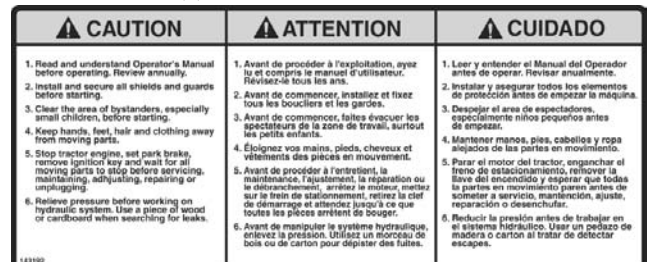 CAUTION
1. Read and understand Operator's Manual
before operating. Review annually.
2. Install and secure all shields and guards
before starting.
3. Clear the area of bystanders, especially
small children, before starting.
4. Keep hands, feet, hair and clothing away
from moving parts.
5. Stop tractor engine, set park brake,
remove ignition key and wait for all
moving parts to stop before servicing,
maintaining, adhjusting, repairing or
unplugging.
6. Relieve pressure before working on
hydraulic system. Use a piece of wood
or cardboard when searching for leaks.
143190
ATTENTION
1. Avant de procéder à l'exploitation, ayez
lu et compris le manuel d'utilisateur.
Révisez-le tous les ans.
2. Avant de commencer, installez et fixez
tous les boucliers et les gardes.
3. Avant de commencer, faites évacuer les
spectateurs de la zone de travail, surtout
les petits enfants.
4. Éloignez vos mains, pieds, cheveux et
vêtements des pièces en mouvement.
5. Avant de procéder à l'entretien, la
maintenance, l'ajustement, la réparation ou
le débranchement, arrêtez le moteur, mettez
sur le frein de stationnement, retirez la clef
de démarrage et attendez jusqu'à ce que
toutes les pièces arrêtent de bouger.
6. Avant de manipuler le système hydraulique,
enlevez la pression. Utilisez un morceau de
bois ou de carton pour dépister des fuites.
CUIDADO
1. Leer y entender el Manual del Operador
antes de operar. Revisar anualmente.
2. Instalar y asegurar todos los elementos
de protección antes de empezar la máquina.
3. Despejar el area de espectadores,
especialmente niños pequeños antes
de empezar.
4. Mantener manos, pies, cabellos y ropa
alejados de las partes en movimiento.
5. Parar el motor del tractor, enganchar el
freno de estacionamiento, remover la
llave del encendido y esperar que todas
la partes en movimiento paren antes de
someter a servicio, mantención, ajuste,
reparación o desenchufar.
6. Reducir la presión antes de trabajar en
el sistema hidráulico. Usar un pedazo de
madera o carton al tratar de detectar
escapes.